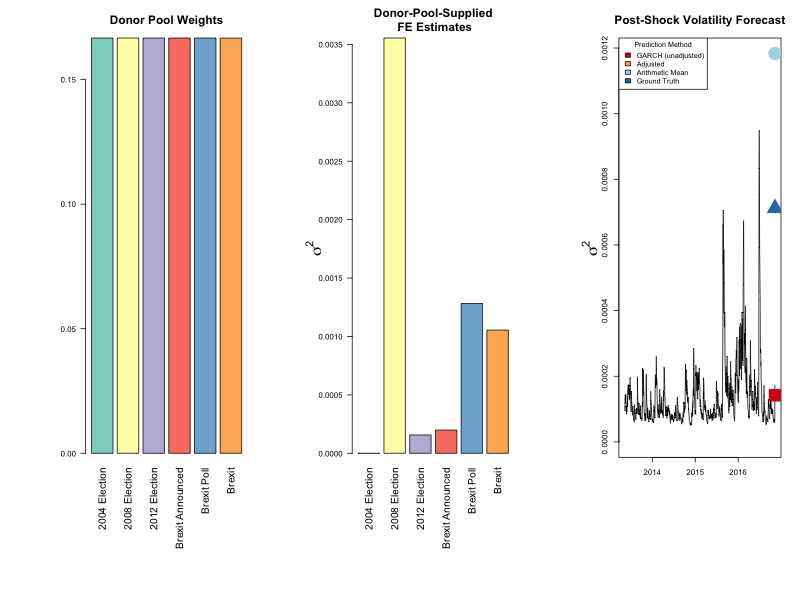 Donor Pool Weights
0.00
0.05
0.10
0.15
2004 Election
2008 Election
2012 Election
Brexit Announced
Brexit Poll
Brexit
Donor-Pool-Supplied
FE Estimates
σ2
0.0000
0.0005
0.0010
0.0015
0.0020
0.0025
0.0030
0.0035
2004 Election
2008 Election
2012 Election
Brexit Announced
Brexit Poll
Brexit
Post-Shock Volatility Forecast
Prediction Method
GARCH (unadjusted)
Adjusted
Arithmetic Mean
Ground Truth
σ2
0.0000
0.0002
0.0004
0.0006
0.0008
0.0010
0.0012
2014
2015
2016